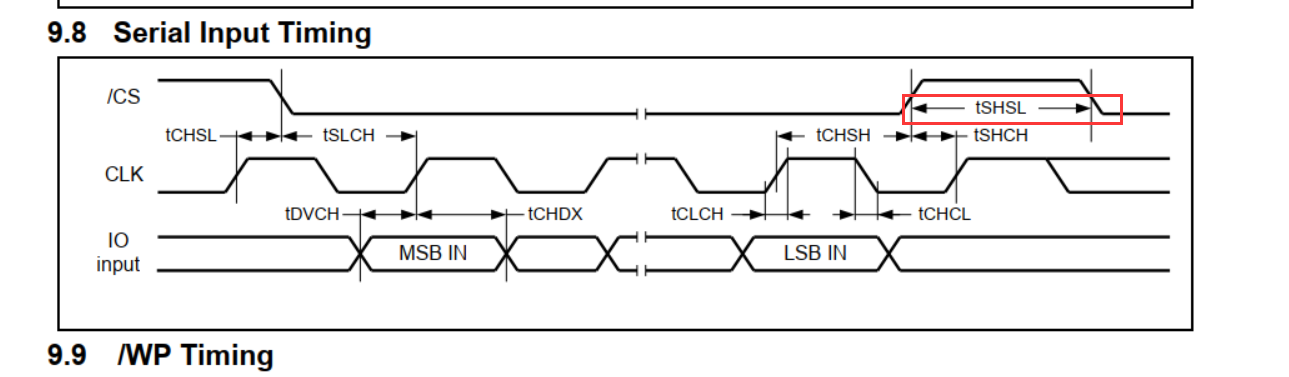 9.8 Serial Input Timing
/CS
tSHSL
tCHSL
tSLCH
tCHSH
tSHCH
CLK
tDVCH
tCHDX
tCLCH
tCHCL
IO
input
MSB IN
LSB IN
9.9 /WP Timing